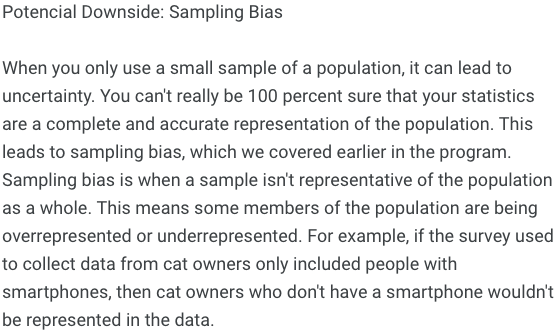 Potencial Downside: Sampling Bias
When you only use a small sample of a population, it can lead to
uncertainty. You can't really be 100 percent sure that your statistics
are a complete and accurate representation of the population. This
leads to sampling bias, which we covered earlier in the program.
Sampling bias is when a sample isn't representative of the population
as a whole. This means some members of the population are being
overrepresented or underrepresented. For example, if the survey used
to collect data from cat owners only included people with
smartphones, then cat owners who don't have a smartphone wouldn't
be represented in the data.